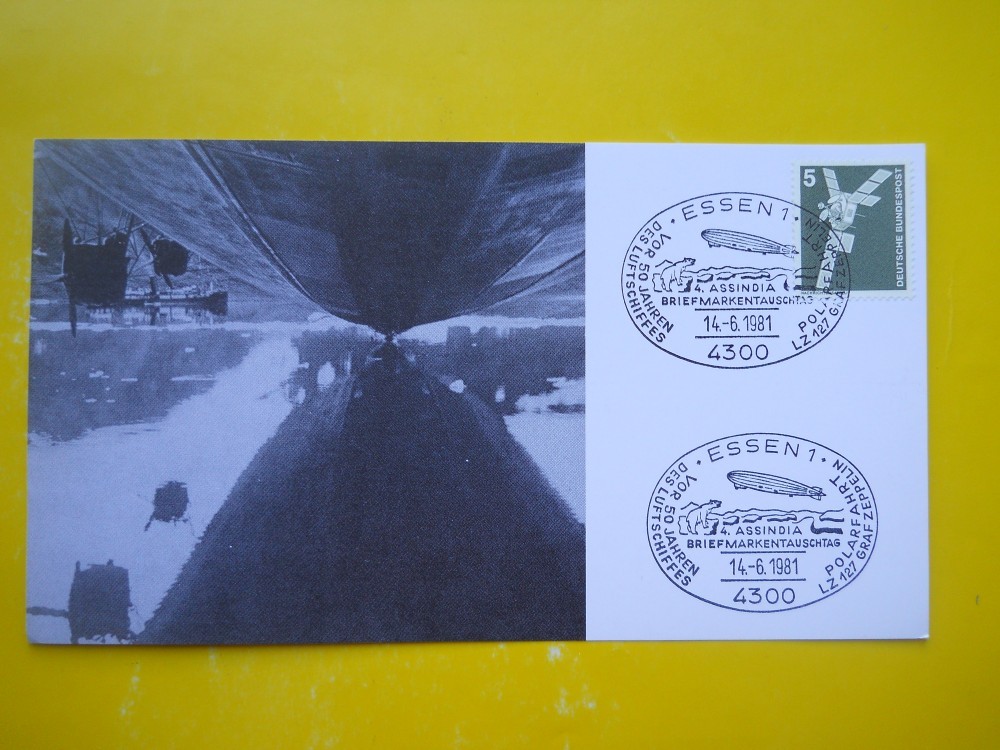 5
DEUTSCHE BUNDESPOST
ESSEN 1
VOR 50 JAHREN
DES LUFTSCHIFFES
POLARFAHRT
LZ 127 GRAF ZEPPELIN
4. ASSINDIA
BRIEFMARKENTAUSCHTAG
14.-6.1981
4300
ESSEN 1
VOR 50 JAHREN
DES LUFTSCHIFFES
POLARFAHRT
LZ 127 GRAF ZEPPELIN
4. ASSINDIA
BRIEFMARKENTAUSCHTAG
14.-6.1981
4300